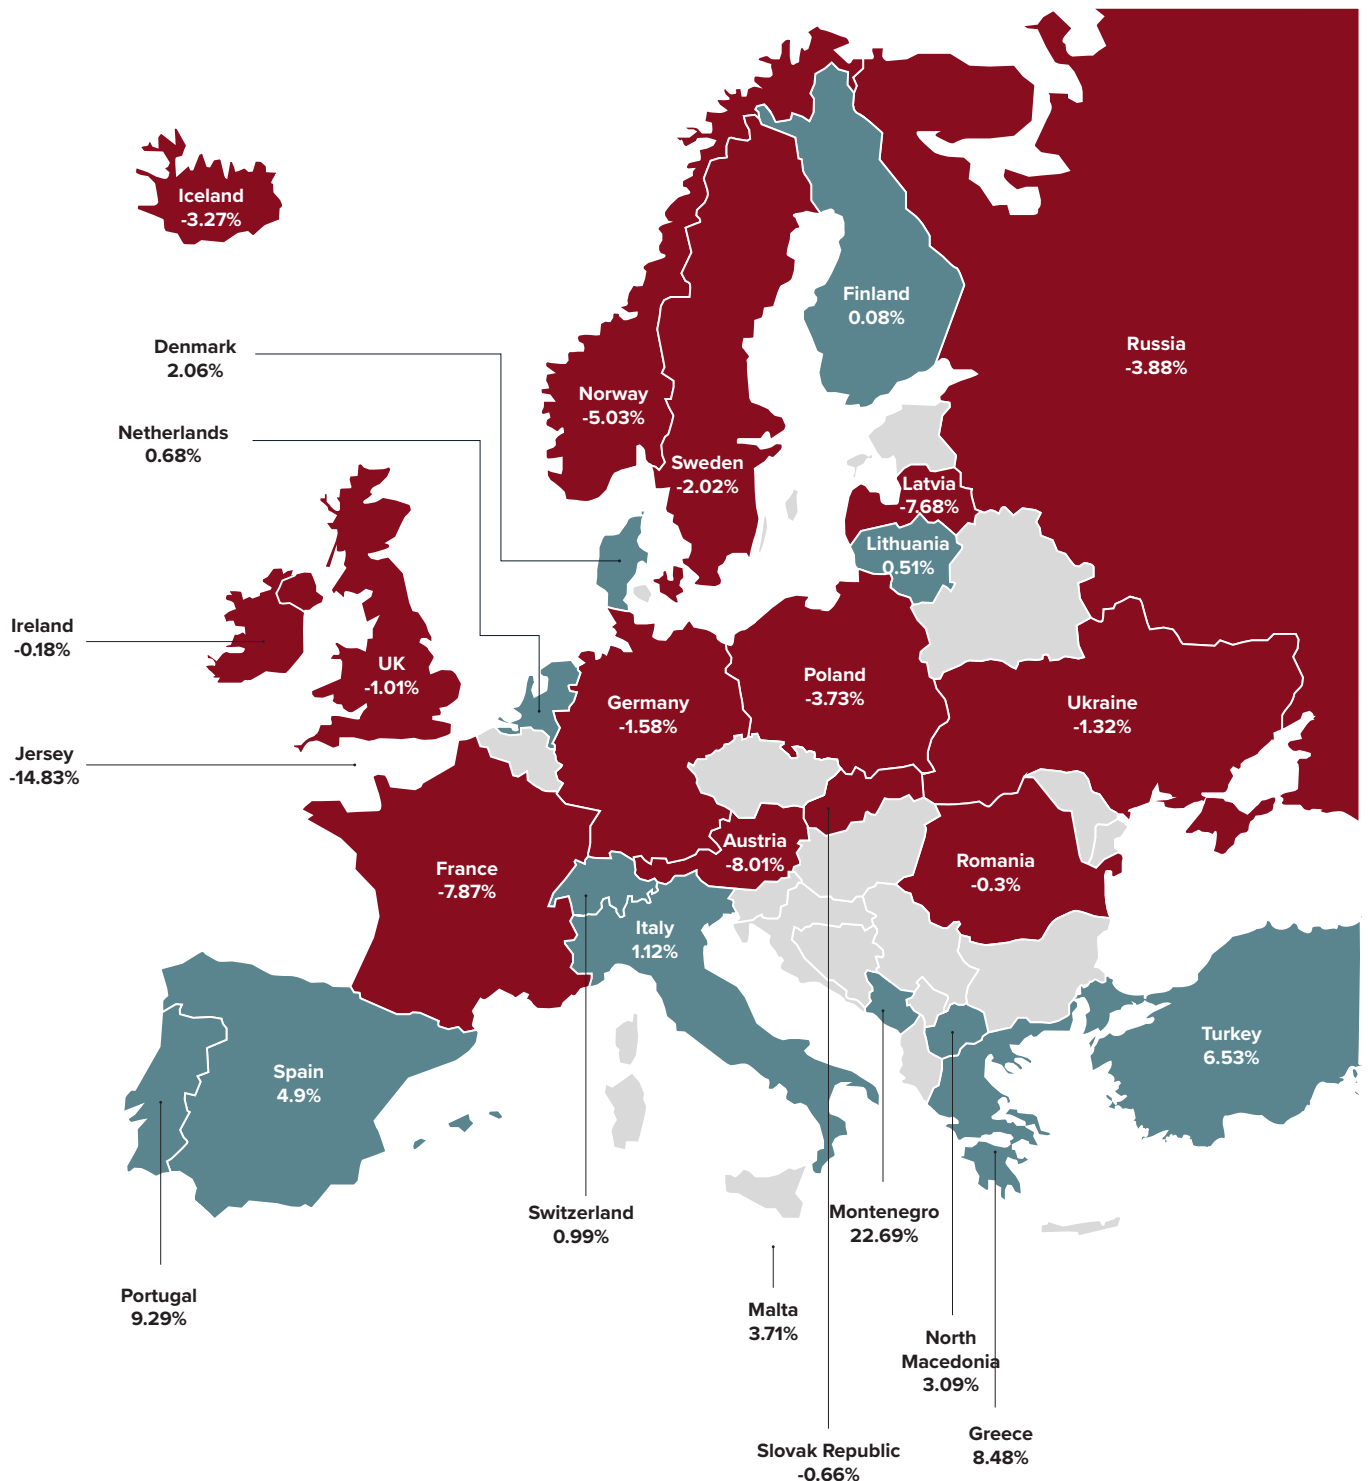 Iceland
-3.27%
Finland
0.08%
Russia
-3.88%
Denmark
2.06%
Norway
-5.03%
Netherlands
0.68%
Sweden
-2.02%
Latvia
-7.68%
Lithuania
0.51%
Ireland
-0.18%
UK
-1.01%
Poland
-3.73%
Germany
-1.58%
Ukraine
-1.32%
Jersey
-14.83%
Austria
-8.01%
France
-7.87%
Romania
-0.3%
Italy
1.12%
Turkey
6.53%
Spain
4.9%
Switzerland
0.99%
Montenegro
22.69%
Portugal
9.29%
Malta
3.71%
North
Macedonia
3.09%
Greece
8.48%
Slovak Republic
-0.66%